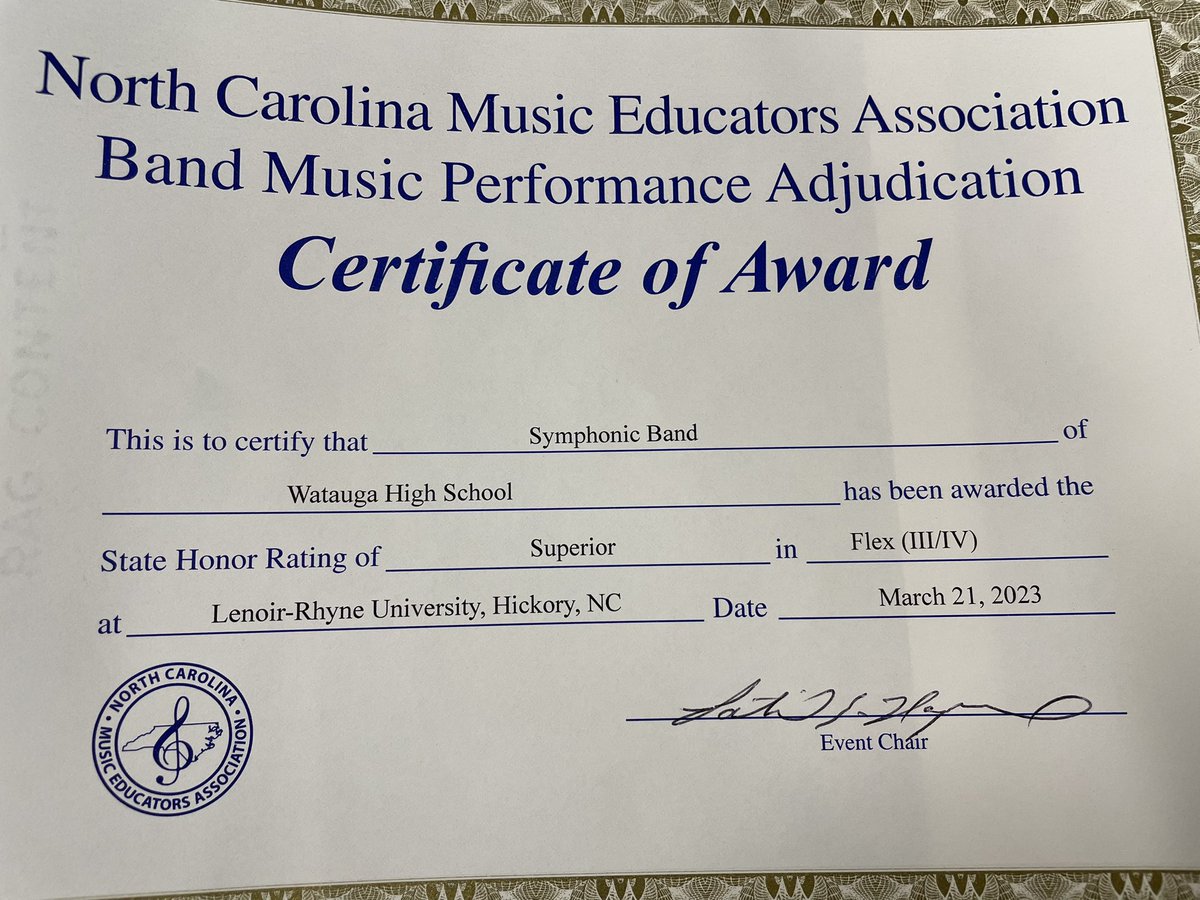 North Carolina Music Educators Association
Band Music Performance Adjudication
Certificate of Award
This is to certify that Symphonic Band of
Watauga High School has been awarded the
State Honor Rating of Superior in Flex (III/IV)
at Lenoir-Rhyne University, Hickory, NC Date March 21, 2023
NORTH CAROLINA
MUSIC EDUCATORS ASSOCIATION
Event Chair